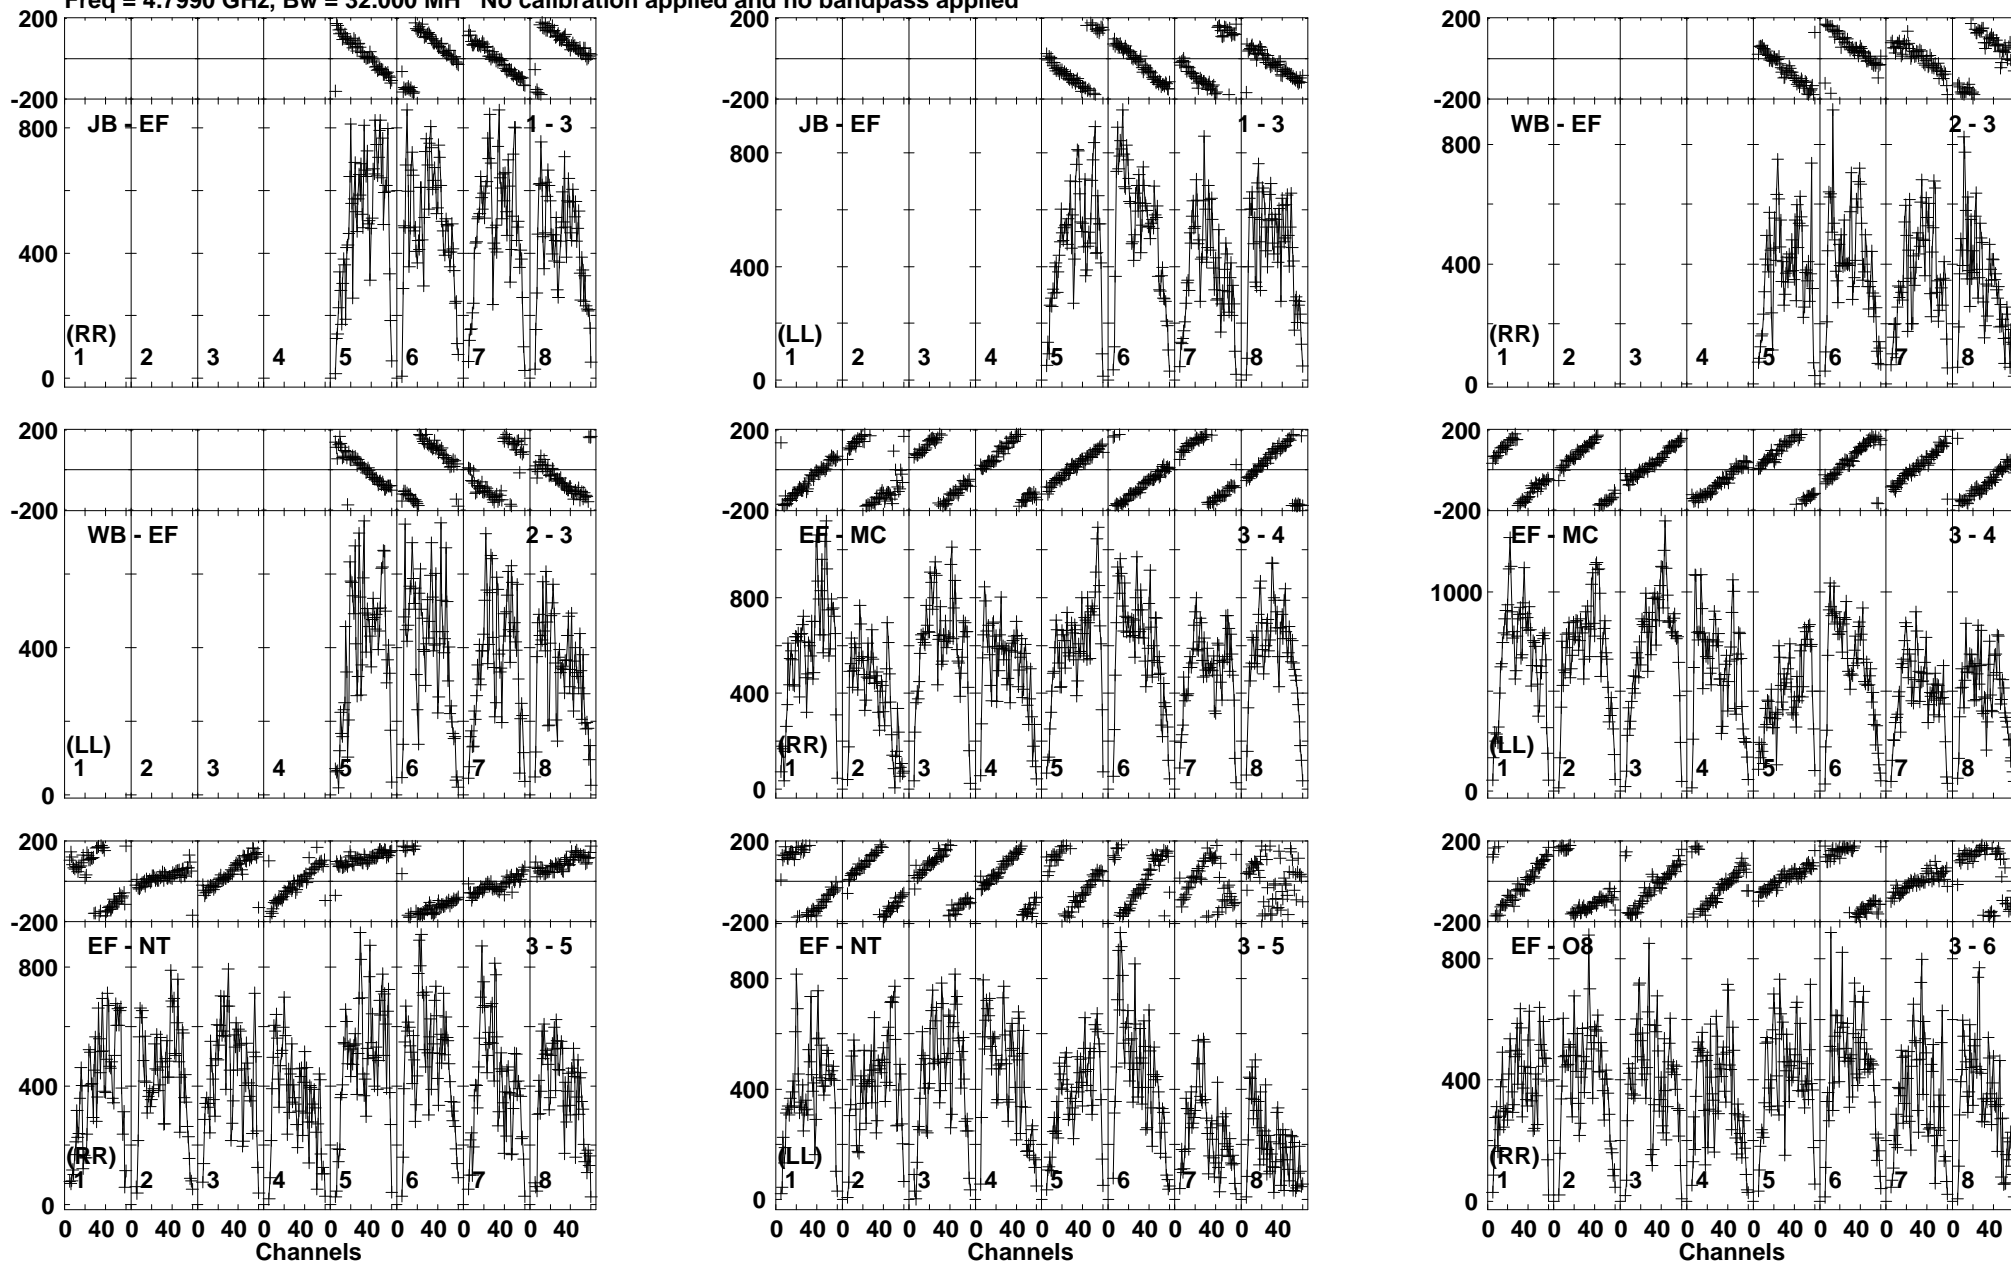 Freq = 4.7990 GHz, Bw = 32.000 MH No calibration applied and no bandpass applied
200
-200
800
400
0
JB - EF 1 - 3
(RR)
1 2 3 4 5 6 7 8
200
-200
800
400
0
JB - EF 1 - 3
(LL)
1 2 3 4 5 6 7 8
200
-200
800
400
0
WB - EF 2 - 3
(RR)
1 2 3 4 5 6 7 8
200
-200
400
0
WB - EF 2 - 3
(LL)
1 2 3 4 5 6 7 8
200
-200
800
400
0
EF - MC 3 - 4
(RR)
1 2 3 4 5 6 7 8
200
-200
1000
0
EF - MC 3 - 4
(LL)
1 2 3 4 5 6 7 8
200
-200
800
400
0
EF - NT 3 - 5
(RR)
1 2 3 4 5 6 7 8
0 40 0 40 0 40 0 40 0 40 0 40 0 40 0 40
Channels
200
-200
800
400
0
EF - NT 3 - 5
(LL)
1 2 3 4 5 6 7 8
0 40 0 40 0 40 0 40 0 40 0 40 0 40 0 40
200
-200
800
400
0
EF - O8 3 - 6
(RR)
1 2 3 4 5 6 7 8
0 40 0 40 0 40 0 40 0 40 0 40 0 40 0 40
Channels